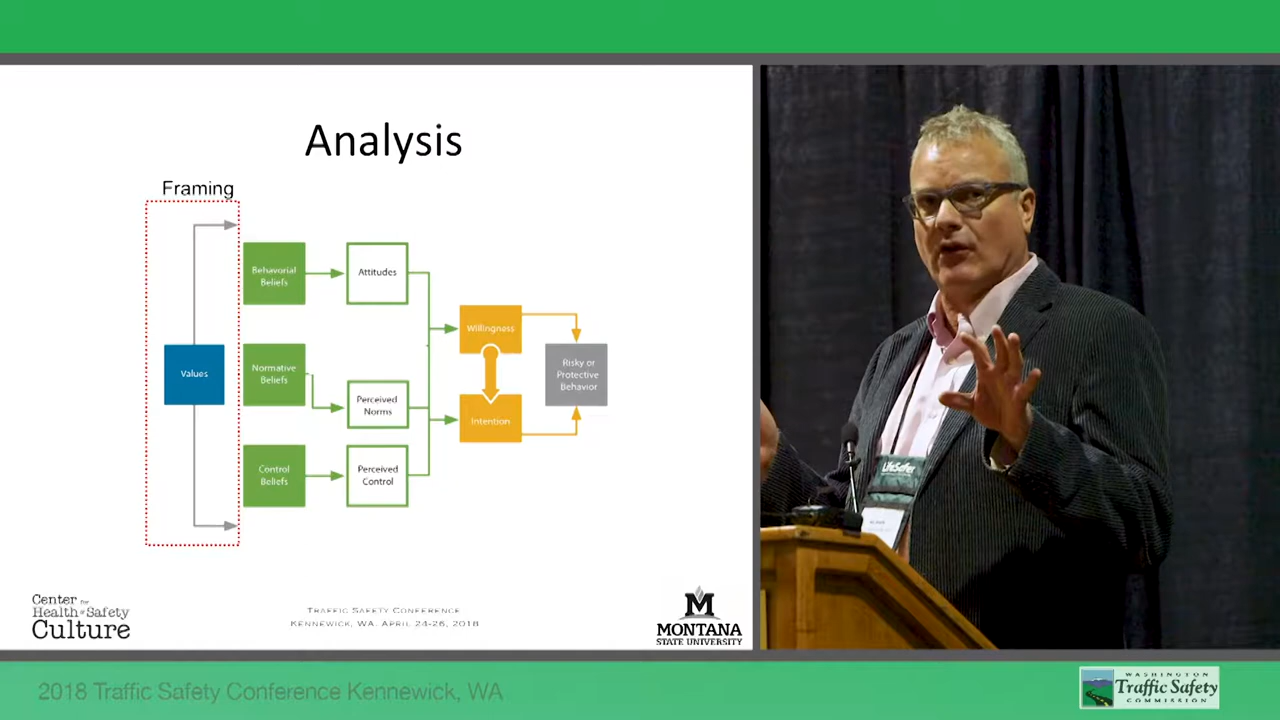 Analysis
Framing
Behavorial
Beliefs
Attitudes
Willingness
Values
Normative
Beliefs
Risky or
Protective
Behavior
Perceived
Norms
Intention
Control
Beliefs
Perceived
Control
Center for
Health & Safety
Culture
TRAFFIC SAFETY CONFERENCE
KENNEWICK, WA. APRIL 24-26, 2018
M
MONTANA
STATE UNIVERSITY
LifeSafer
2018 Traffic Safety Conference Kennewick, WA
WASHINGTON
Traffic Safety
COMMISSION